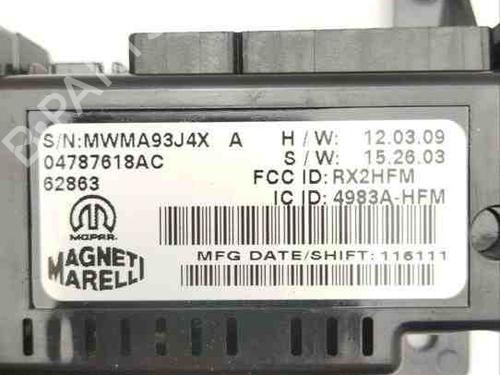 S/N:MWMA93J4X A H / W: 12.03.09
04787618AC S / W: 15.26.03
62863 FCC ID: RX2HFM
IC ID: 4983A-HFM
MOPAR
MFG DATE/SHIFT: 116111
MAGNETI
MARELLI
B-PARTS